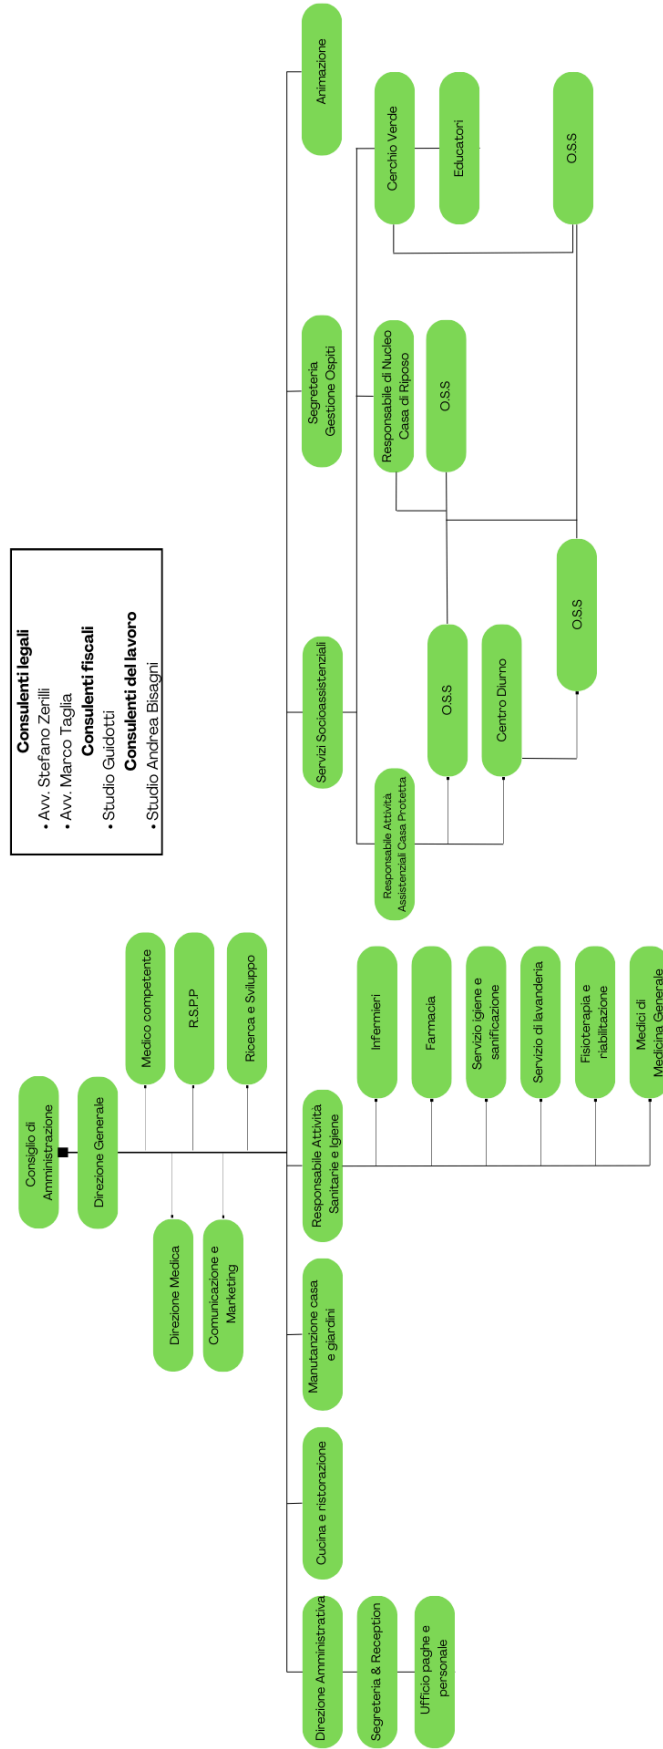 Consiglio di
Amministrazione
Direzione Generale
Medico competente
R.S.P.P
Ricerca e Sviluppo
Direzione Medica
Comunicazione e
Marketing
Consulenti legali
• Avv. Stefano Zerilli
• Avv. Marco Taglia
Consulenti fiscali
• Studio Guidotti
Consulenti del lavoro
• Studio Andrea Bisagni
Direzione Amministrativa
Segreteria & Reception
Ufficio paghe e
personale
Cucina e ristorazione
Manutanzione casa
e giardini
Responsabile Attività
Sanitarie e Igiene
Infermieri
Farmacia
Servizio igiene e
sanificazione
Servizio di lavanderia
Fisioterapia e
riabilitazione
Medici di
Medicina Generale
Servizi Socioassistenziali
Responsabile Attività
Assistenziali Casa Protetta
O.S.S
Centro Diurno
O.S.S
Responsabile di Nucleo
Casa di Riposo
O.S.S
Cerchio Verde
Educatori
O.S.S
Segreteria
Gestione Ospiti
Animazione